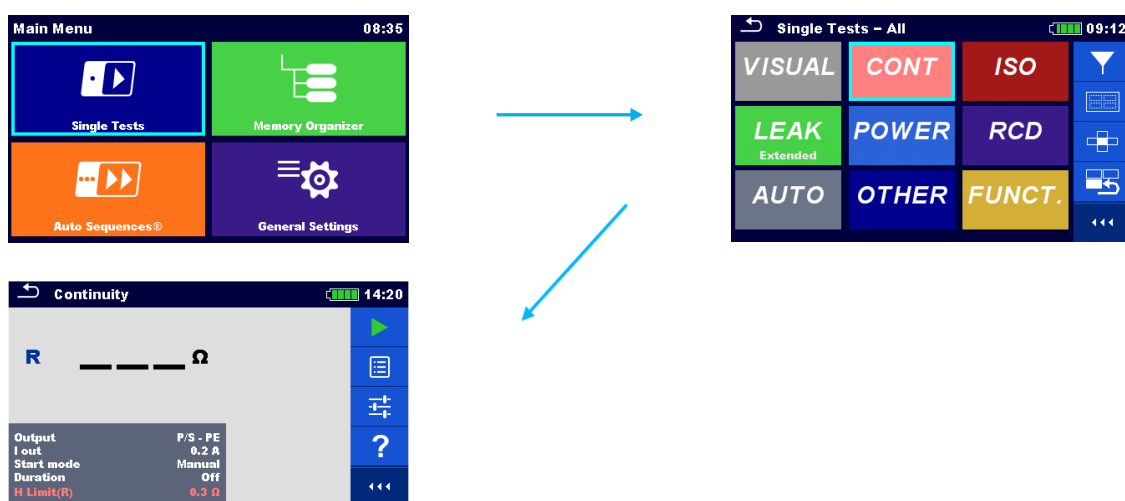 Main Menu 08:35
Single Tests
Memory Organizer
Auto Sequences®
General Settings
Single Tests – All 09:12
VISUAL CONT ISO
LEAK POWER RCD
Extended
AUTO OTHER FUNCT.
Continuity 14:20
R _ _ _ Ω
Output P/S - PE
I out 0.2 A
Start mode Manual
Duration Off
H Limit(R) 0.3 Ω
?